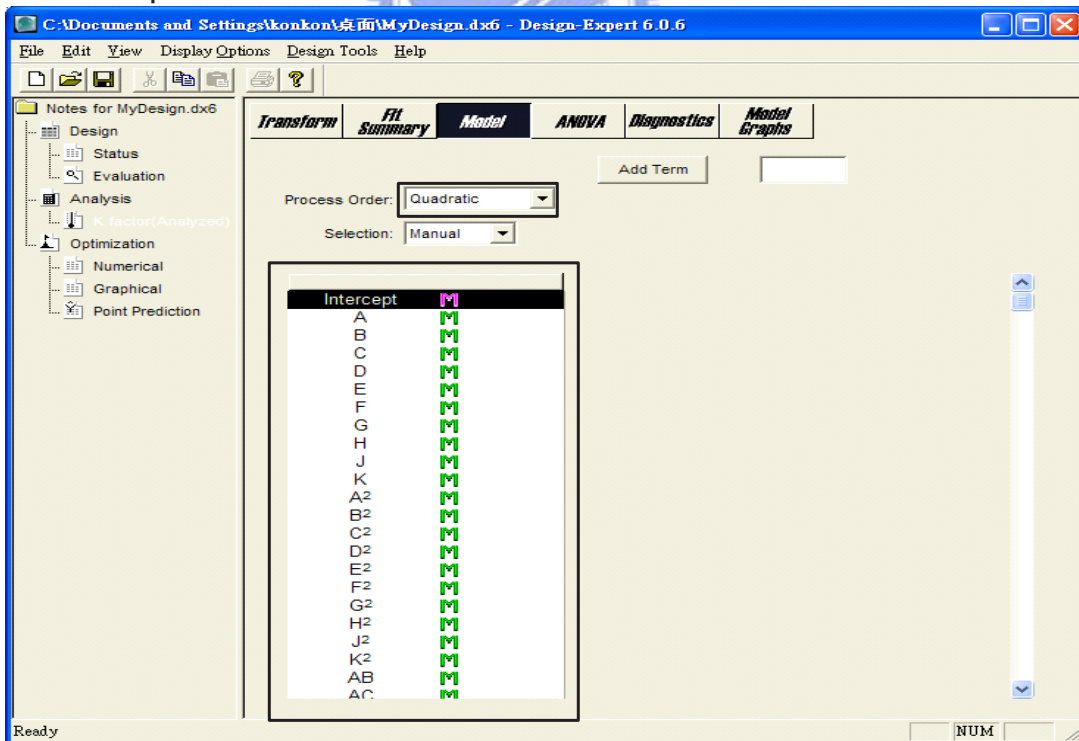 C:\Documents and Settings\konkon\桌面\MyDesign.dx6 - Design-Expert 6.0.6
File Edit View Display Options Design Tools Help
Notes for MyDesign.dx6
Design
Status
Evaluation
Analysis
K factor(Analyzed)
Optimization
Numerical
Graphical
Point Prediction
Transform
Fit Summary
Model
ANOVA
Diagnostics
Model Graphs
Add Term
Process Order: Quadratic
Selection: Manual
Intercept M
A M
B M
C M
D M
E M
F M
G M
H M
J M
K M
A² M
B² M
C² M
D² M
E² M
F² M
G² M
H² M
J² M
K² M
AB M
AC M
Ready NUM